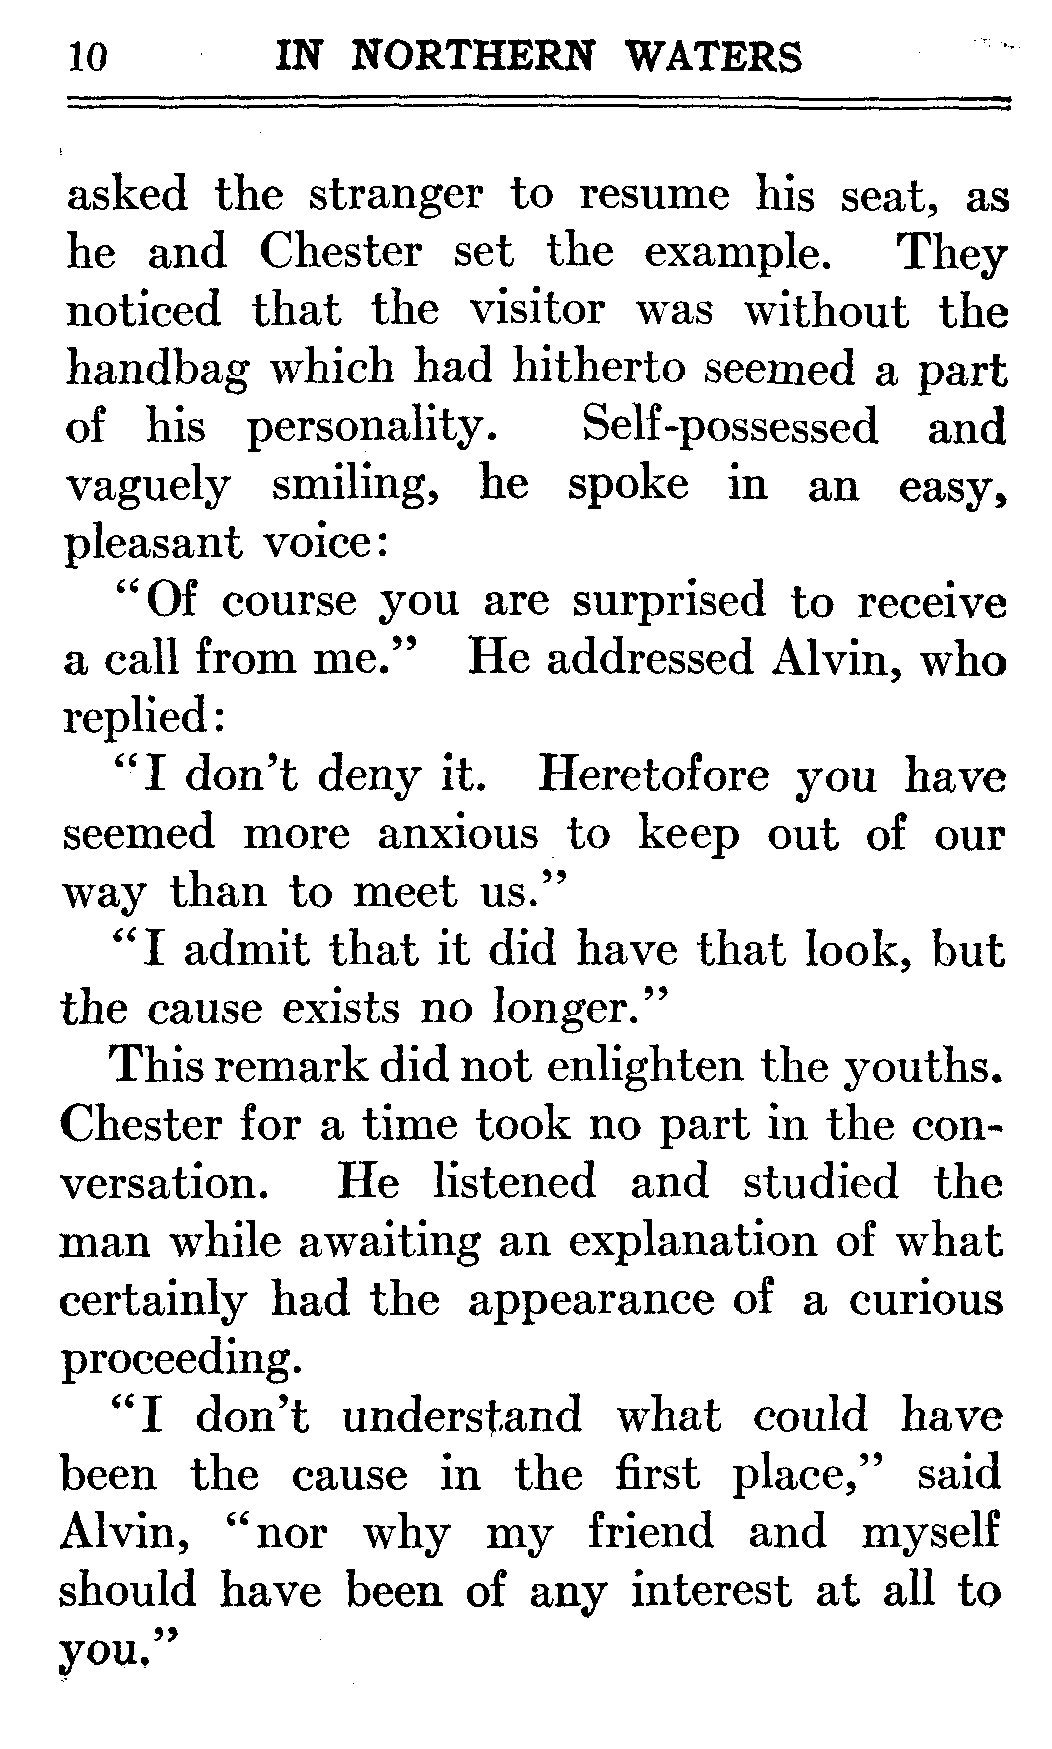 10 IN NORTHERN WATERS
asked the stranger to resume his seat, as
he and Chester set the example. They
noticed that the visitor was without the
handbag which had hitherto seemed a part
of his personality. Self-possessed and
vaguely smiling, he spoke in an easy,
pleasant voice:
“Of course you are surprised to receive
a call from me.” He addressed Alvin, who
replied:
“I don’t deny it. Heretofore you have
seemed more anxious to keep out of our
way than to meet us.”
“I admit that it did have that look, but
the cause exists no longer.”
This remark did not enlighten the youths.
Chester for a time took no part in the con-
versation. He listened and studied the
man while awaiting an explanation of what
certainly had the appearance of a curious
proceeding.
“I don’t understand what could have
been the cause in the first place,” said
Alvin, “nor why my friend and myself
should have been of any interest at all to
you.”